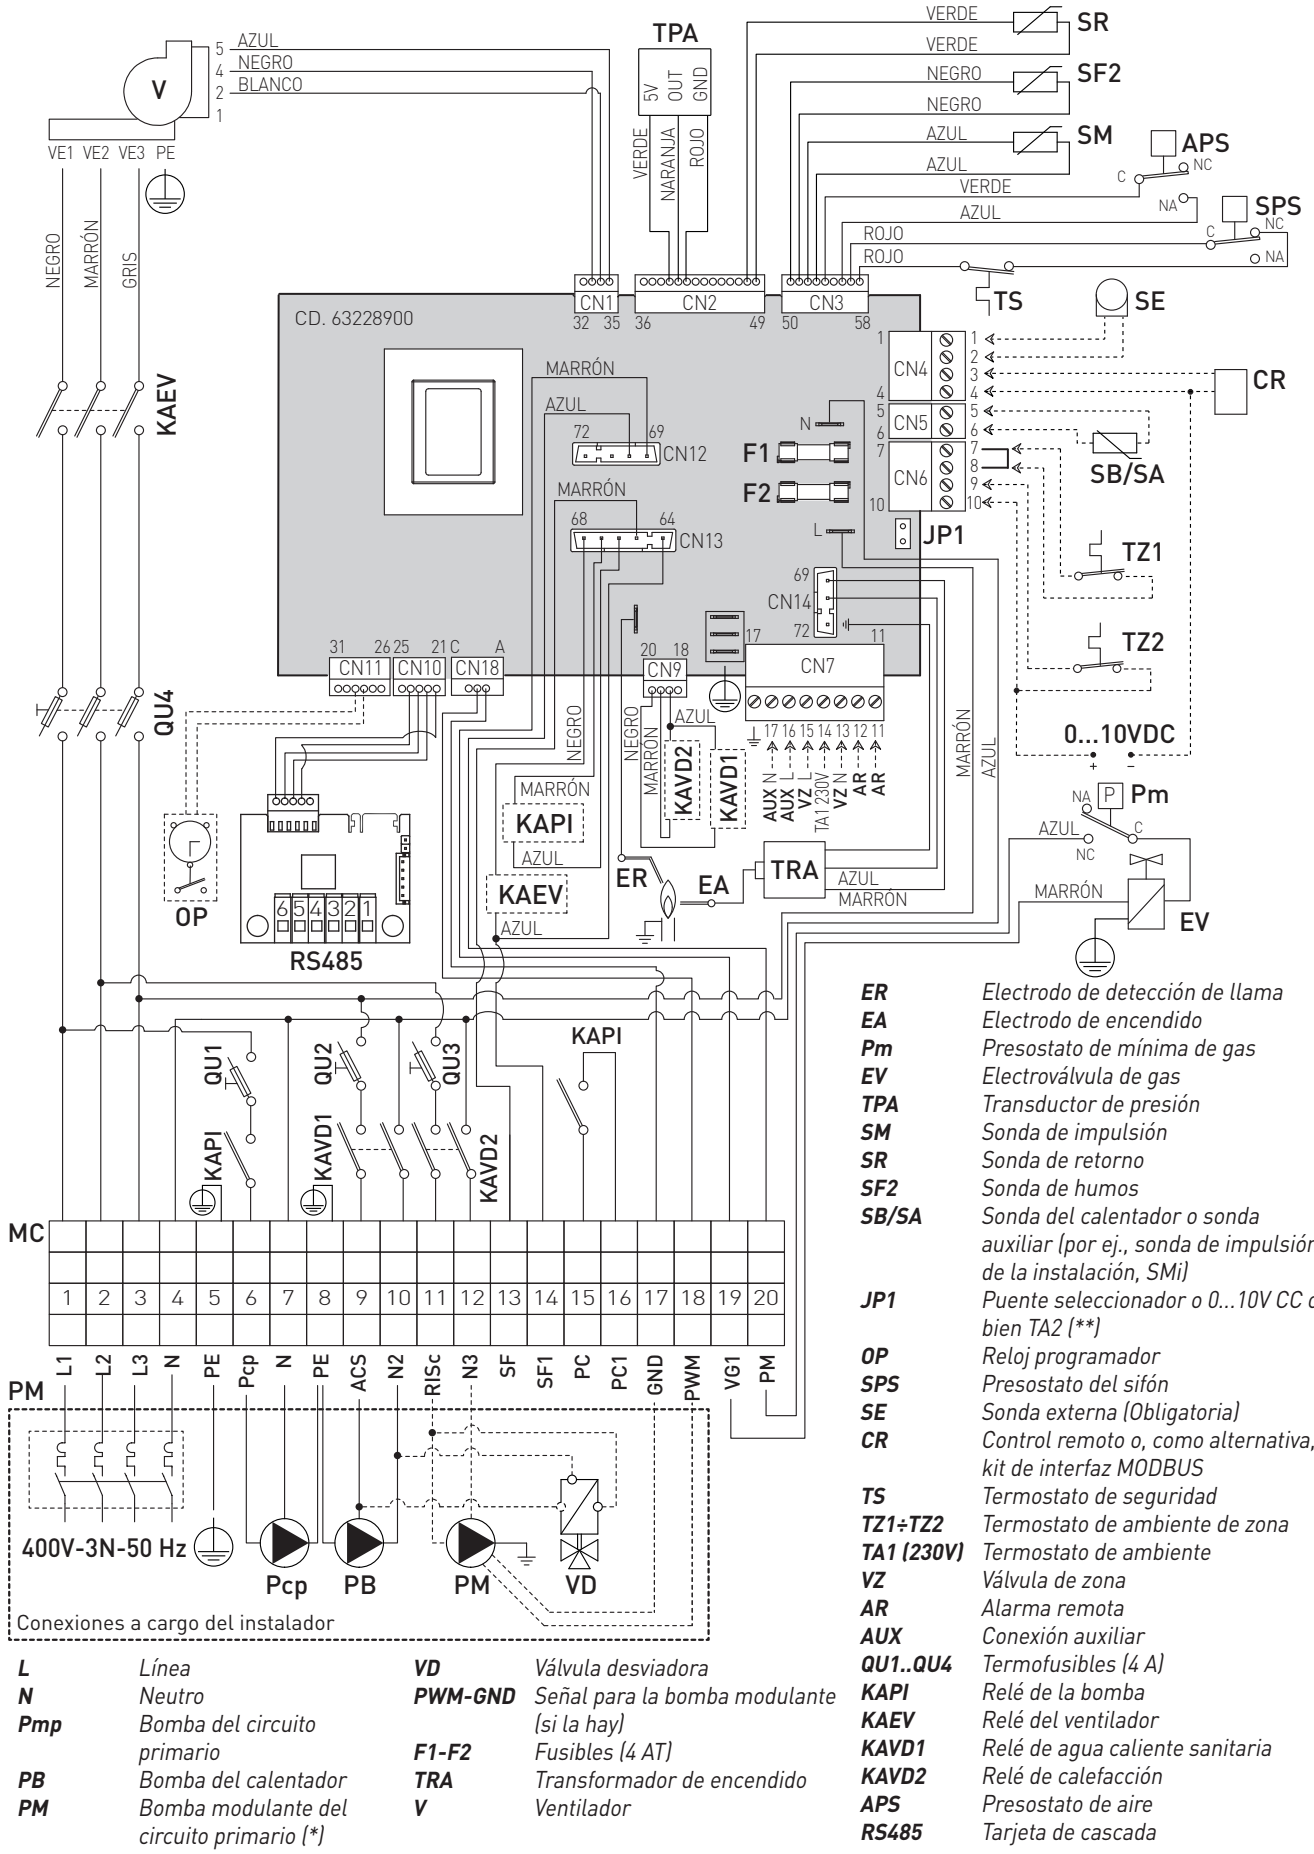 VERDE
SR
VERDE
TPA
5V
OUT
GND
NEGRO
SF2
NEGRO
AZUL
SM
AZUL
APS
C
NC
NA
VERDE
AZUL
SPS
C
NC
NA
ROJO
ROJO
TS
V
5
AZUL
4
NEGRO
2
BLANCO
1
VE1
VE2
VE3
PE
VERDE
NARANJA
ROJO
NEGRO
MARRÓN
GRIS
CN1
32
35
CN2
36
49
CN3
50
58
SE
CD. 63228900
CN4
1
4
1
2
3
4
CR
CN5
5
6
5
6
SB/SA
CN6
7
10
7
8
9
10
MARRÓN
AZUL
N
72
69
CN12
F1
F2
KAEV
MARRÓN
68
64
CN13
L
JP1
TZ1
69
CN14
72
TZ2
31
26
CN11
25
21
CN10
C
A
CN18
20
18
CN9
17
11
CN7
QU4
NEGRO
NEGRO
MARRÓN
AZUL
KAVD2
KAVD1
17
16
15
14
13
12
11
AUX N
AUX L
VZ L
TA1 230V
VZ N
AR
AR
MARRÓN
AZUL
0...10VDC
+
-
NA
P
Pm
AZUL
C
NC
MARRÓN
EV
MARRÓN
KAPI
AZUL
KAEV
AZUL
ER
EA
TRA
AZUL
MARRÓN
OP
6
5
4
3
2
1
RS485
QU1
QU2
QU3
KAPI
KAPI
KAVD1
KAVD2
MC
1
2
3
4
5
6
7
8
9
10
11
12
13
14
15
16
17
18
19
20
L1
L2
L3
N
PE
Pcp
N
PE
ACS
N2
RISc
N3
SF
SF1
PC
PC1
GND
PWM
VG1
PM
PM
400V-3N-50 Hz
Pcp
PB
PM
VD
Conexiones a cargo del instalador
ER Electrodo de detección de llama
EA Electrodo de encendido
Pm Presostato de mínima de gas
EV Electroválvula de gas
TPA Transductor de presión
SM Sonda de impulsión
SR Sonda de retorno
SF2 Sonda de humos
SB/SA Sonda del calentador o sonda
auxiliar (por ej., sonda de impulsión
de la instalación, SMi)
JP1 Puente seleccionador o 0...10V CC o
bien TA2 (**)
OP Reloj programador
SPS Presostato del sifón
SE Sonda externa (Obligatoria)
CR Control remoto o, como alternativa,
kit de interfaz MODBUS
TS Termostato de seguridad
TZ1÷TZ2 Termostato de ambiente de zona
TA1 (230V) Termostato de ambiente
VZ Válvula de zona
AR Alarma remota
AUX Conexión auxiliar
QU1..QU4 Termofusibles (4 A)
KAPI Relé de la bomba
KAEV Relé del ventilador
KAVD1 Relé de agua caliente sanitaria
KAVD2 Relé de calefacción
APS Presostato de aire
RS485 Tarjeta de cascada
L Línea
N Neutro
Pmp Bomba del circuito
primario
PB Bomba del calentador
PM Bomba modulante del
circuito primario (*)
VD Válvula desviadora
PWM-GND Señal para la bomba modulante
(si la hay)
F1-F2 Fusibles (4 AT)
TRA Transformador de encendido
V Ventilador